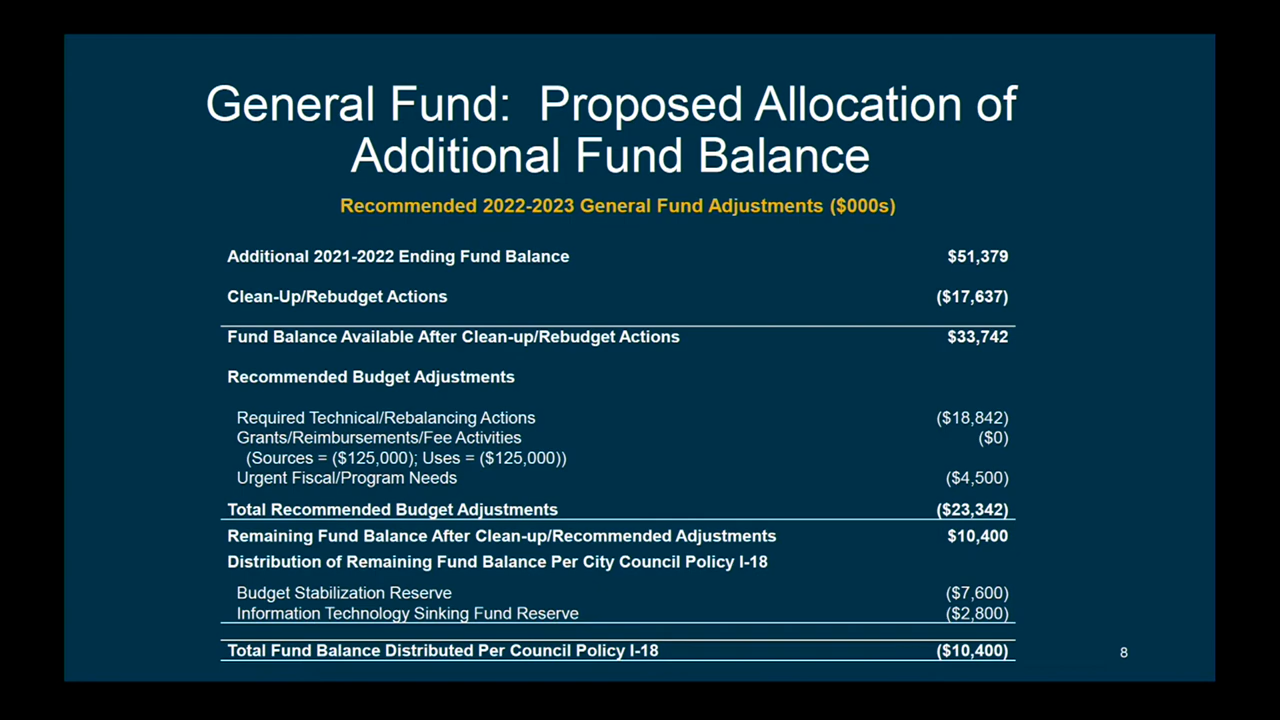 General Fund: Proposed Allocation of
Additional Fund Balance
Recommended 2022-2023 General Fund Adjustments ($000s)
Additional 2021-2022 Ending Fund Balance $51,379
Clean-Up/Rebudget Actions ($17,637)
Fund Balance Available After Clean-up/Rebudget Actions $33,742
Recommended Budget Adjustments
Required Technical/Rebalancing Actions ($18,842)
Grants/Reimbursements/Fee Activities ($0)
(Sources = ($125,000); Uses = ($125,000))
Urgent Fiscal/Program Needs ($4,500)
Total Recommended Budget Adjustments ($23,342)
Remaining Fund Balance After Clean-up/Recommended Adjustments $10,400
Distribution of Remaining Fund Balance Per City Council Policy I-18
Budget Stabilization Reserve ($7,600)
Information Technology Sinking Fund Reserve ($2,800)
Total Fund Balance Distributed Per Council Policy I-18 ($10,400)
8